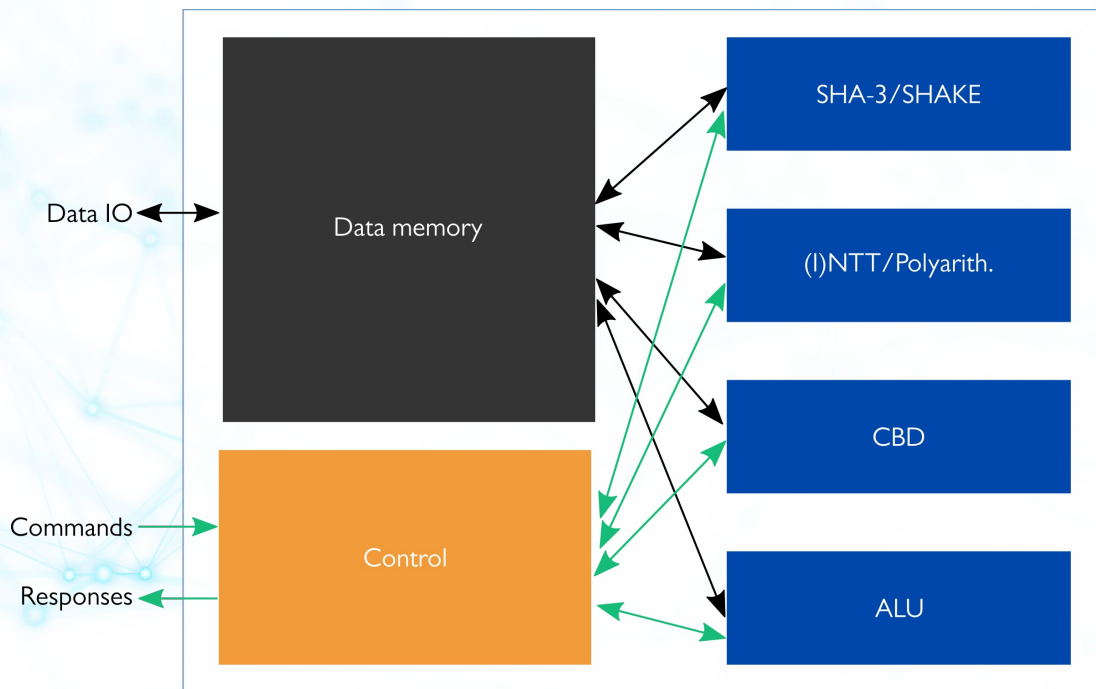 SHA-3/SHAKE
Data IO
Data memory
(I)NTT/Polyarith.
CBD
Commands
Control
Responses
ALU